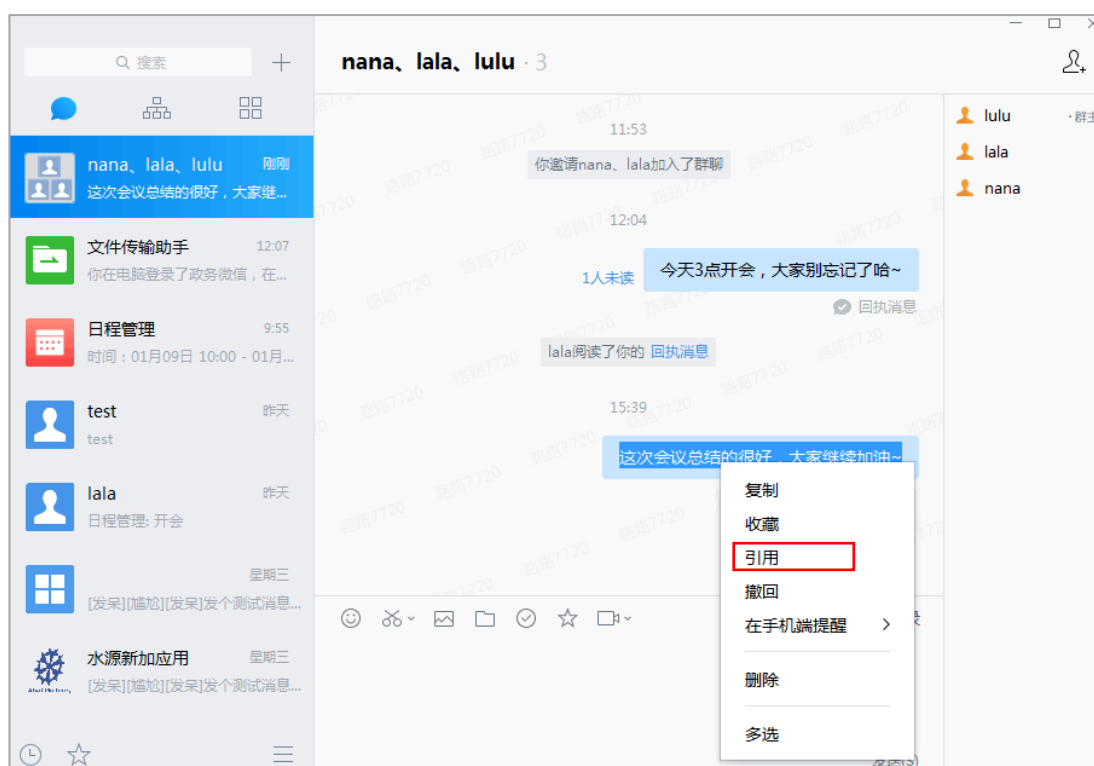 搜索
nana、lala、lulu 刚刚
这次会议总结的很好，大家继...
文件传输助手 12:07
你在电脑登录了政务微信，在...
日程管理 9:55
时间：01月09日 10:00 - 01月...
test 昨天
test
lala 昨天
日程管理: 开会
星期三
[发呆][尴尬][发呆]发个测试消息...
水源新加应用 星期三
[发呆][尴尬][发呆]发个测试消息...
nana、lala、lulu · 3
11:53
你邀请nana、lala加入了群聊
12:04
1人未读 今天3点开会，大家别忘记了哈~
回执消息
lala阅读了你的 回执消息
15:39
这次会议总结的很好，大家继续加油~
复制
收藏
引用
撤回
在手机端提醒
删除
多选
发送(S)
lulu ·群主
lala
nana
路路7720